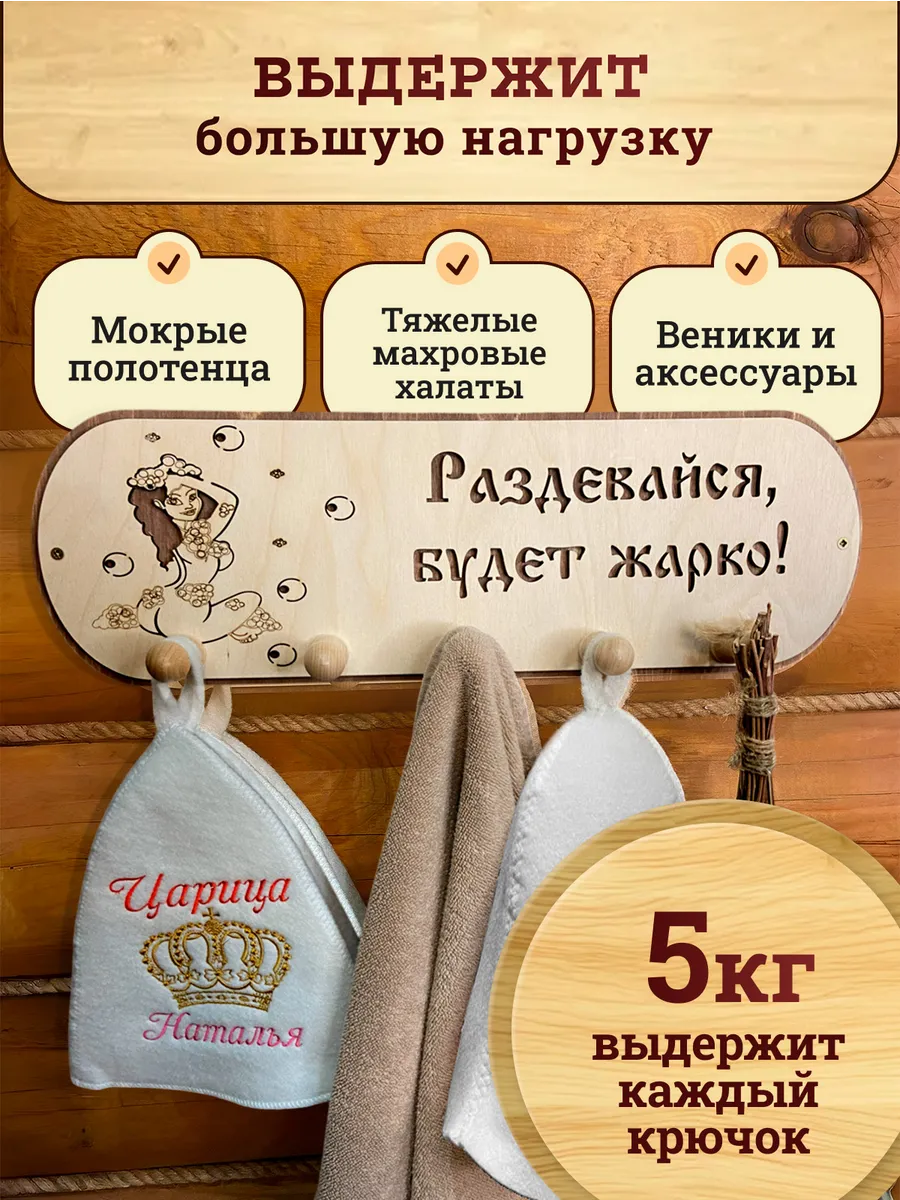 ВЫДЕРЖИТ
большую нагрузку
Мокрые
полотенца
Тяжелые
махровые
халаты
Веники и
аксессуары
Раздевайся,
будет жарко!
Царица
Наталья
5кг
выдержит
каждый
крючок